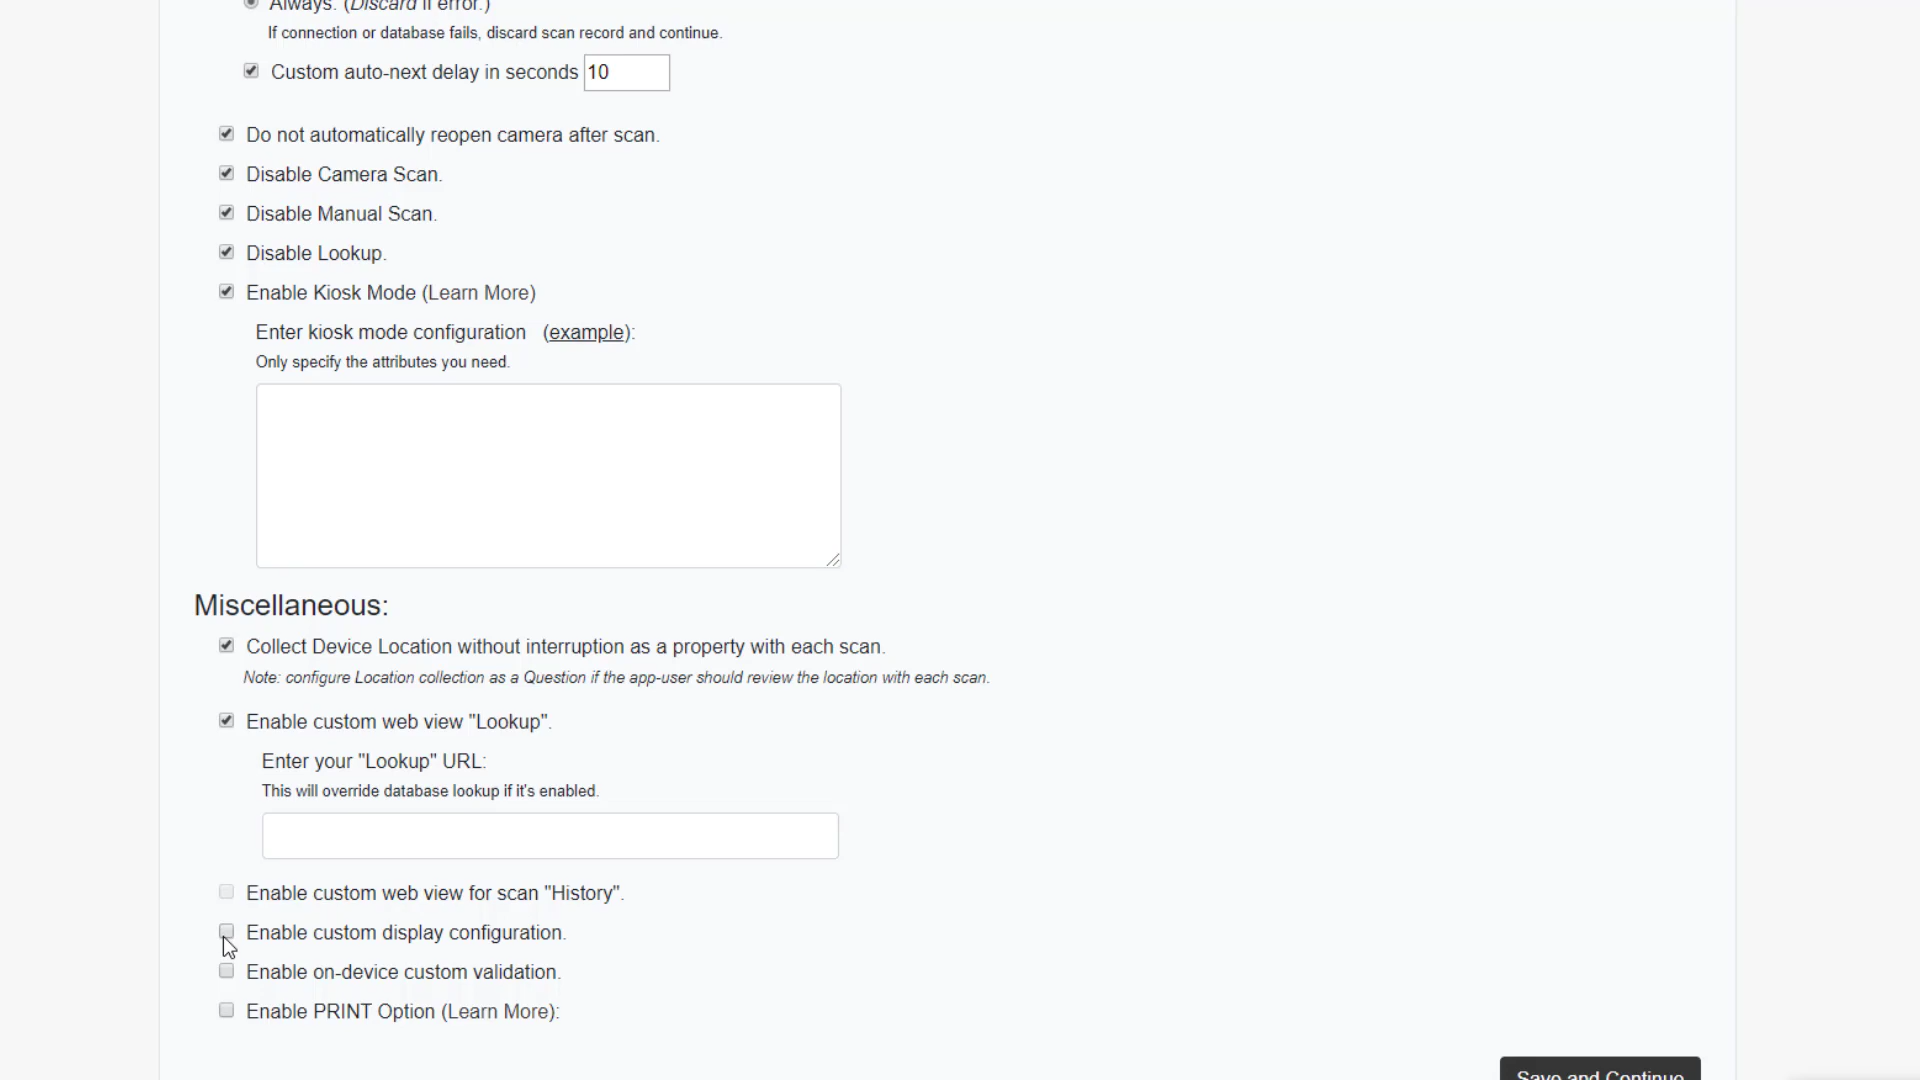 Always. (Discard if error.)
If connection or database fails, discard scan record and continue.
Custom auto-next delay in seconds 10
Do not automatically reopen camera after scan.
Disable Camera Scan.
Disable Manual Scan.
Disable Lookup.
Enable Kiosk Mode (Learn More)
Enter kiosk mode configuration (example):
Only specify the attributes you need.
Miscellaneous:
Collect Device Location without interruption as a property with each scan.
Note: configure Location collection as a Question if the app-user should review the location with each scan.
Enable custom web view "Lookup".
Enter your "Lookup" URL:
This will override database lookup if it's enabled.
Enable custom web view for scan "History".
Enable custom display configuration.
Enable on-device custom validation.
Enable PRINT Option (Learn More):
Save and Continue